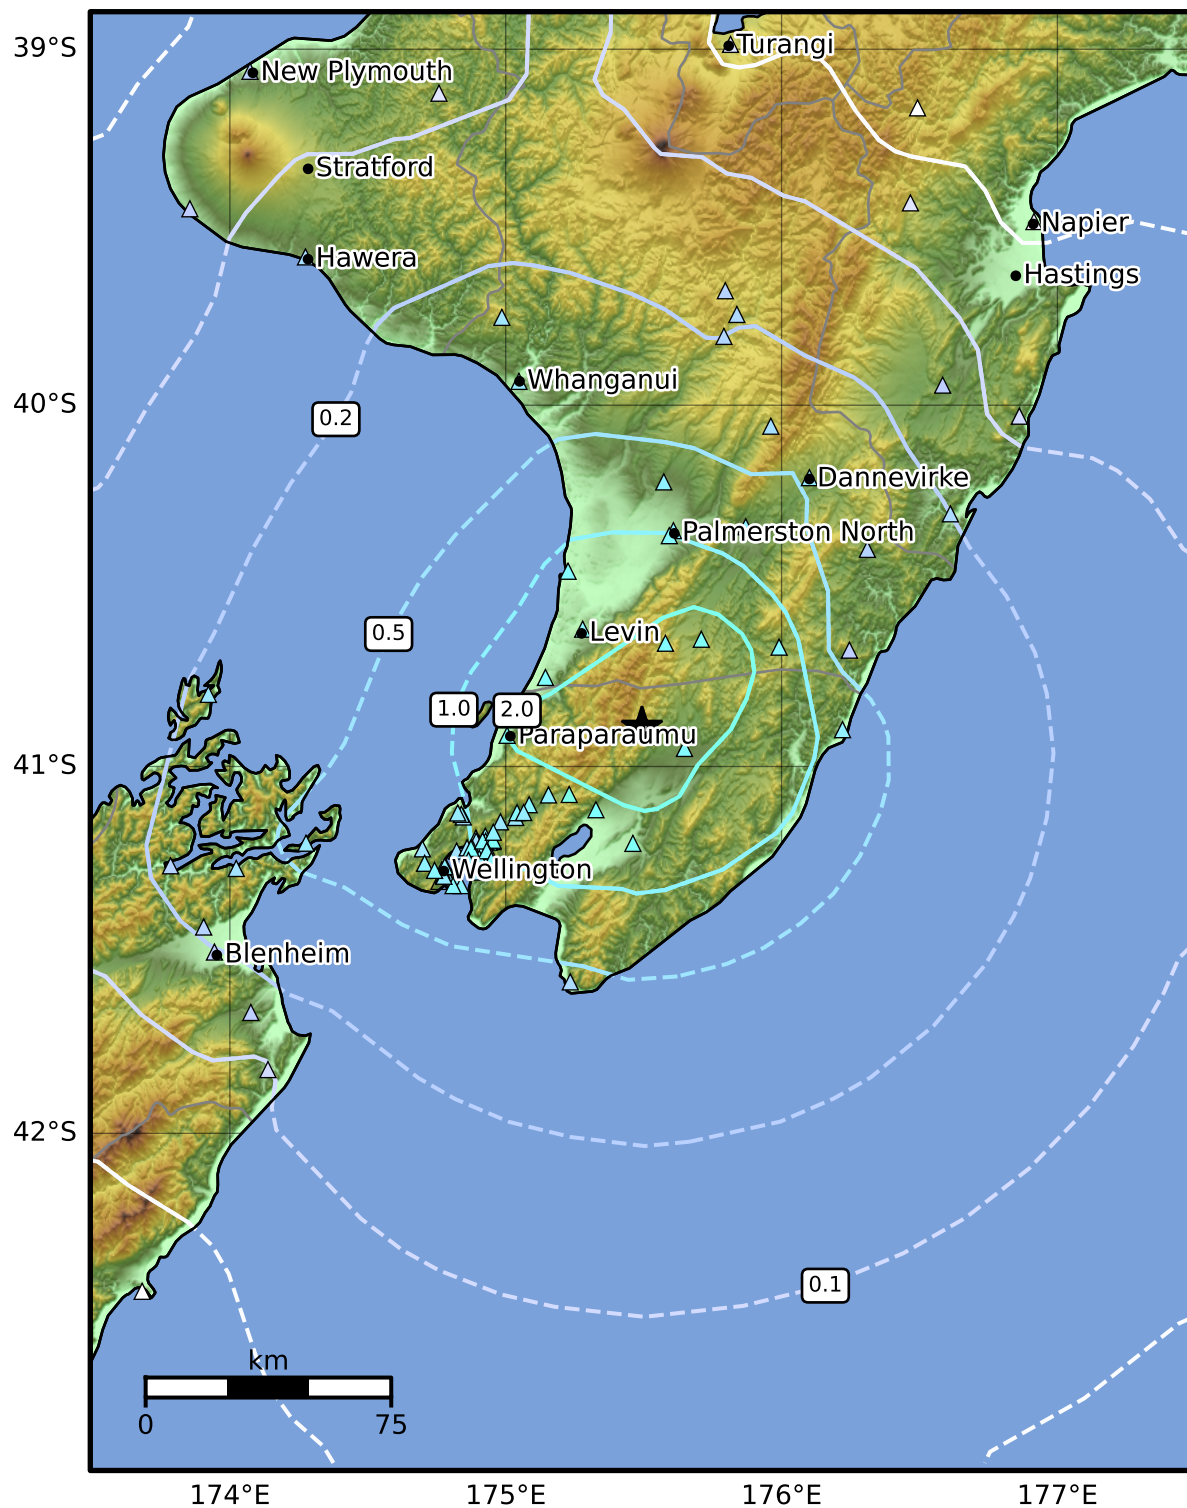 39°S
Turangi
New Plymouth
Stratford
Napier
Hawera
Hastings
Whanganui
40°S
0.2
Dannevirke
Palmerston North
0.5
Levin
1.0
2.0
Paraparaumu
41°S
Wellington
Blenheim
42°S
0.1
km
0
75
174°E
175°E
176°E
177°E